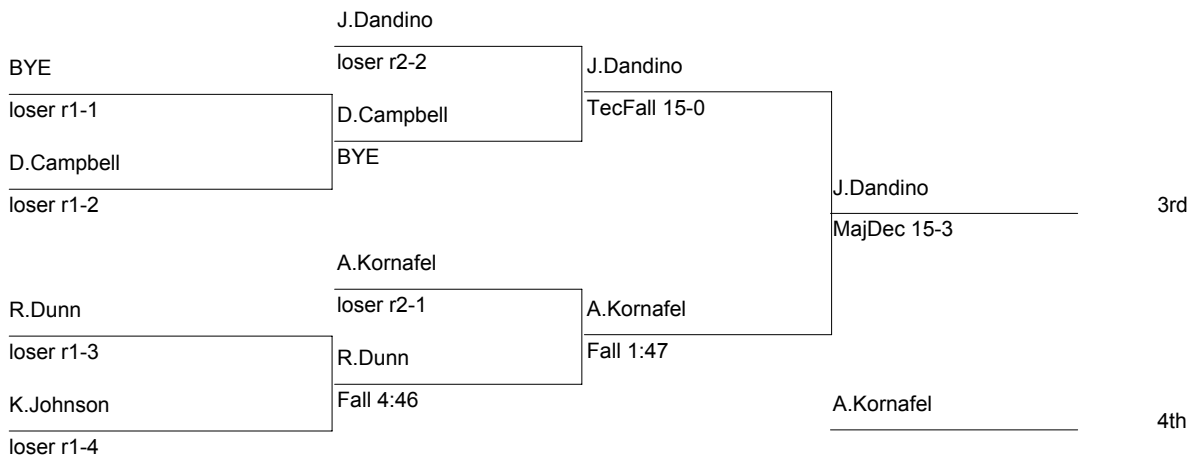 J.Dandino
BYE
loser r2-2
J.Dandino
loser r1-1
D.Campbell
TecFall 15-0
D.Campbell
BYE
J.Dandino
loser r1-2
3rd
MajDec 15-3
A.Kornafel
R.Dunn
loser r2-1
A.Kornafel
loser r1-3
R.Dunn
Fall 1:47
K.Johnson
Fall 4:46
A.Kornafel
4th
loser r1-4